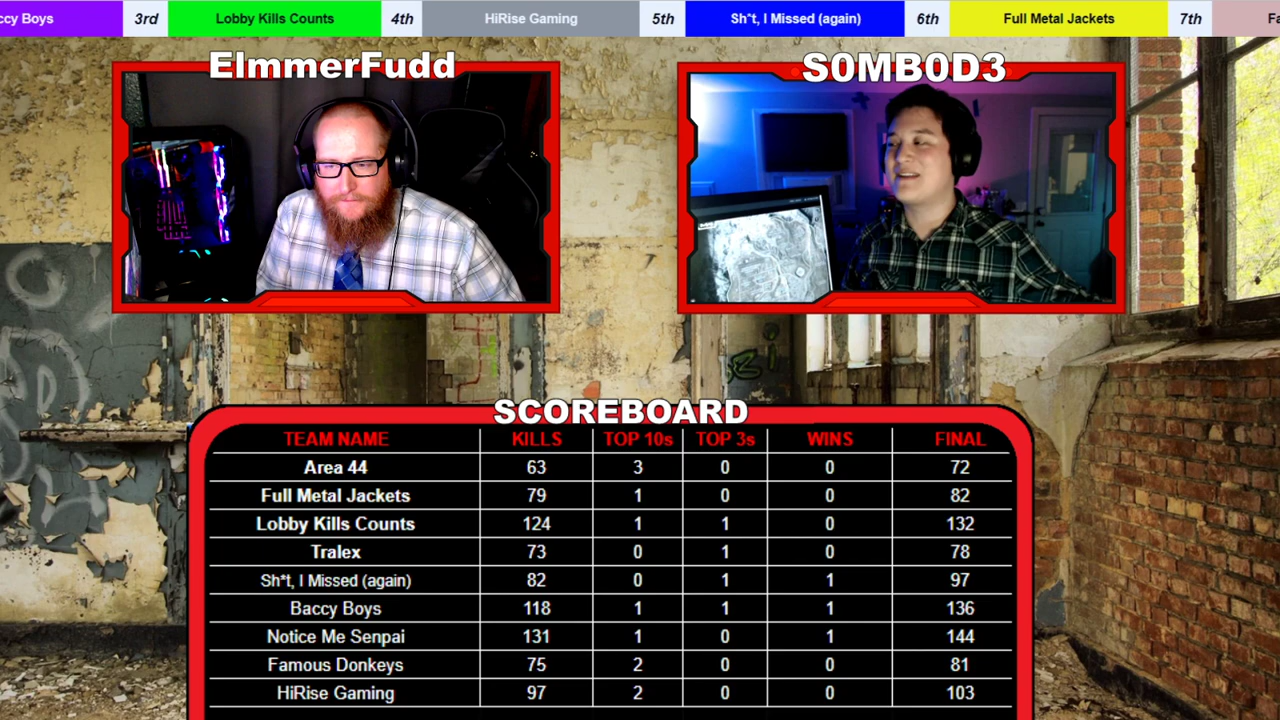 ccy Boys 3rd Lobby Kills Counts 4th HiRise Gaming 5th Sh*t, I Missed (again) 6th Full Metal Jackets 7th Fa
ElmmerFudd S0MB0D3
SCOREBOARD
TEAM NAME KILLS TOP 10s TOP 3s WINS FINAL
Area 44 63 3 0 0 72
Full Metal Jackets 79 1 0 0 82
Lobby Kills Counts 124 1 1 0 132
Tralex 73 0 1 0 78
Sh*t, I Missed (again) 82 0 1 1 97
Baccy Boys 118 1 1 1 136
Notice Me Senpai 131 1 0 1 144
Famous Donkeys 75 2 0 0 81
HiRise Gaming 97 2 0 0 103